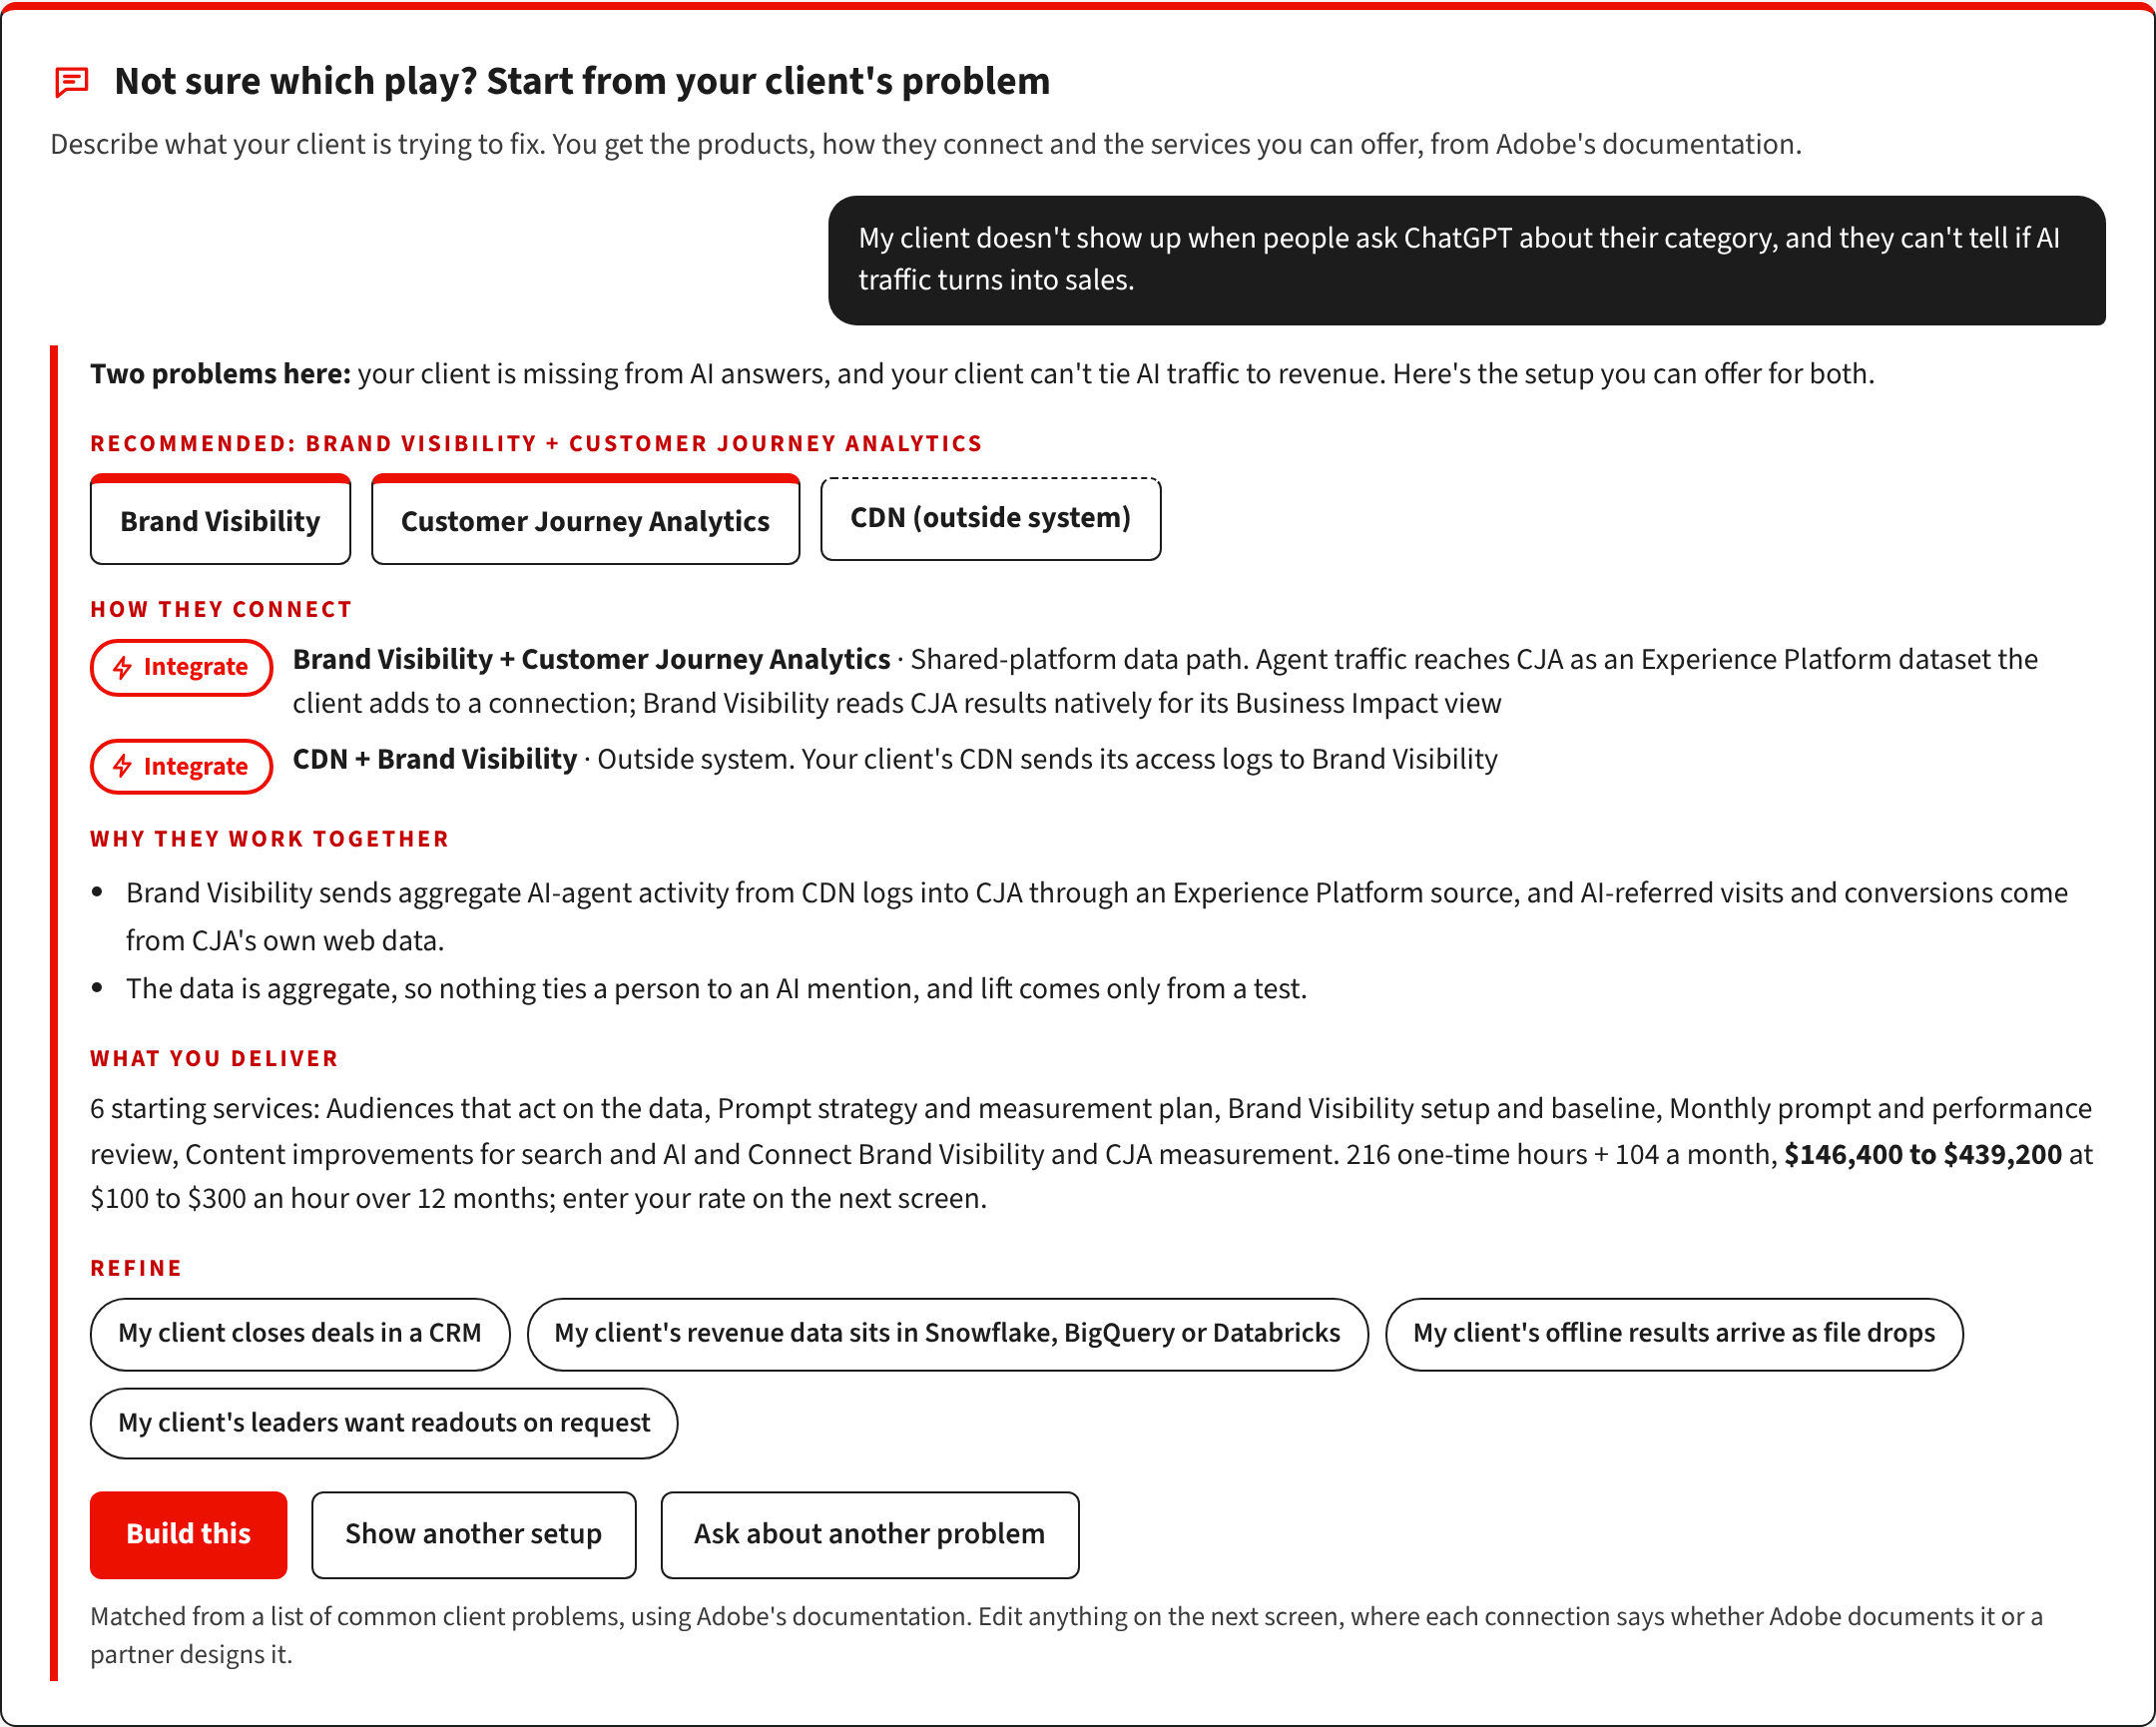 Not sure which play? Start from your client's problem
Describe what your client is trying to fix. You get the products, how they connect and the services you can offer, from Adobe's documentation.
My client doesn't show up when people ask ChatGPT about their category, and they can't tell if AI
traffic turns into sales.
Two problems here: your client is missing from AI answers, and your client can't tie AI traffic to revenue. Here's the setup you can offer for both.
RECOMMENDED: BRAND VISIBILITY + CUSTOMER JOURNEY ANALYTICS
Brand Visibility
Customer Journey Analytics
CDN (outside system)
HOW THEY CONNECT
Integrate
Brand Visibility + Customer Journey Analytics · Shared-platform data path. Agent traffic reaches CJA as an Experience Platform dataset the
client adds to a connection; Brand Visibility reads CJA results natively for its Business Impact view
Integrate
CDN + Brand Visibility · Outside system. Your client's CDN sends its access logs to Brand Visibility
WHY THEY WORK TOGETHER
• Brand Visibility sends aggregate AI-agent activity from CDN logs into CJA through an Experience Platform source, and AI-referred visits and conversions come
from CJA's own web data.
• The data is aggregate, so nothing ties a person to an AI mention, and lift comes only from a test.
WHAT YOU DELIVER
6 starting services: Audiences that act on the data, Prompt strategy and measurement plan, Brand Visibility setup and baseline, Monthly prompt and performance
review, Content improvements for search and AI and Connect Brand Visibility and CJA measurement. 216 one-time hours + 104 a month, $146,400 to $439,200 at
$100 to $300 an hour over 12 months; enter your rate on the next screen.
REFINE
My client closes deals in a CRM
My client's revenue data sits in Snowflake, BigQuery or Databricks
My client's offline results arrive as file drops
My client's leaders want readouts on request
Build this
Show another setup
Ask about another problem
Matched from a list of common client problems, using Adobe's documentation. Edit anything on the next screen, where each connection says whether Adobe documents it or a
partner designs it.